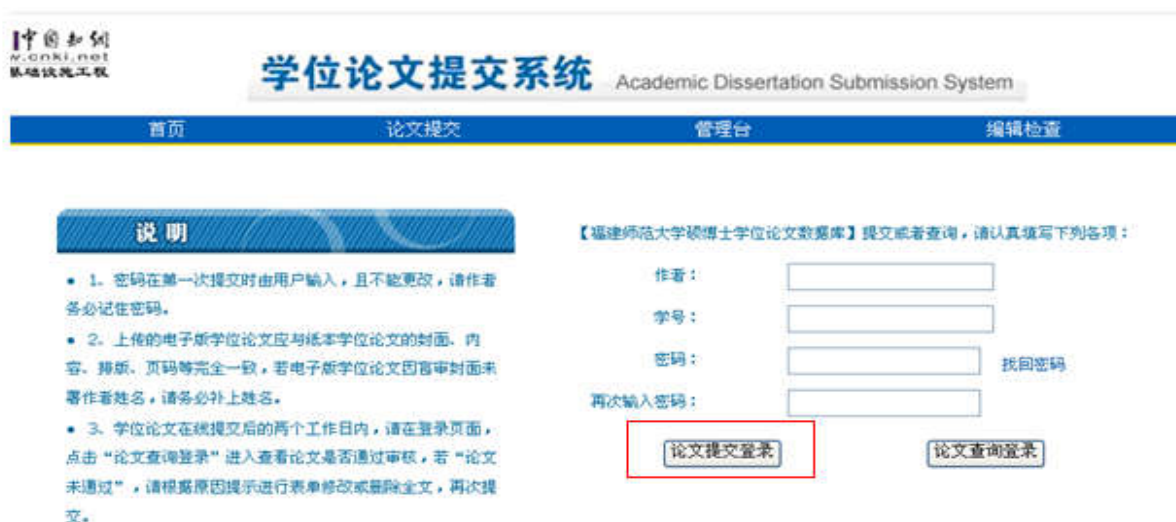 中国知网
w.cnki.net
基础设施工程
学位论文提交系统 Academic Dissertation Submission System
首页 论文提交 管理台 编辑检查
说 明
• 1、密码在第一次提交时由用户输入，且不能更改，请作者
务必记住密码。
• 2、上传的电子版学位论文应与纸本学位论文的封面、内
容、排版、页码等完全一致，若电子版学位论文因盲审封面未
署作者姓名，请务必补上姓名。
• 3、学位论文在线提交后的两个工作日内，请在登录页面，
点击“论文查询登录”进入查看论文是否通过审核，若“论文
未通过”，请根据原因提示进行表单修改或删除全文，再次提
交。
【福建师范大学硕博士学位论文数据库】提交或者查询，请认真填写下列各项：
作者：
学号：
密码： 找回密码
再次输入密码：
论文提交登录 论文查询登录